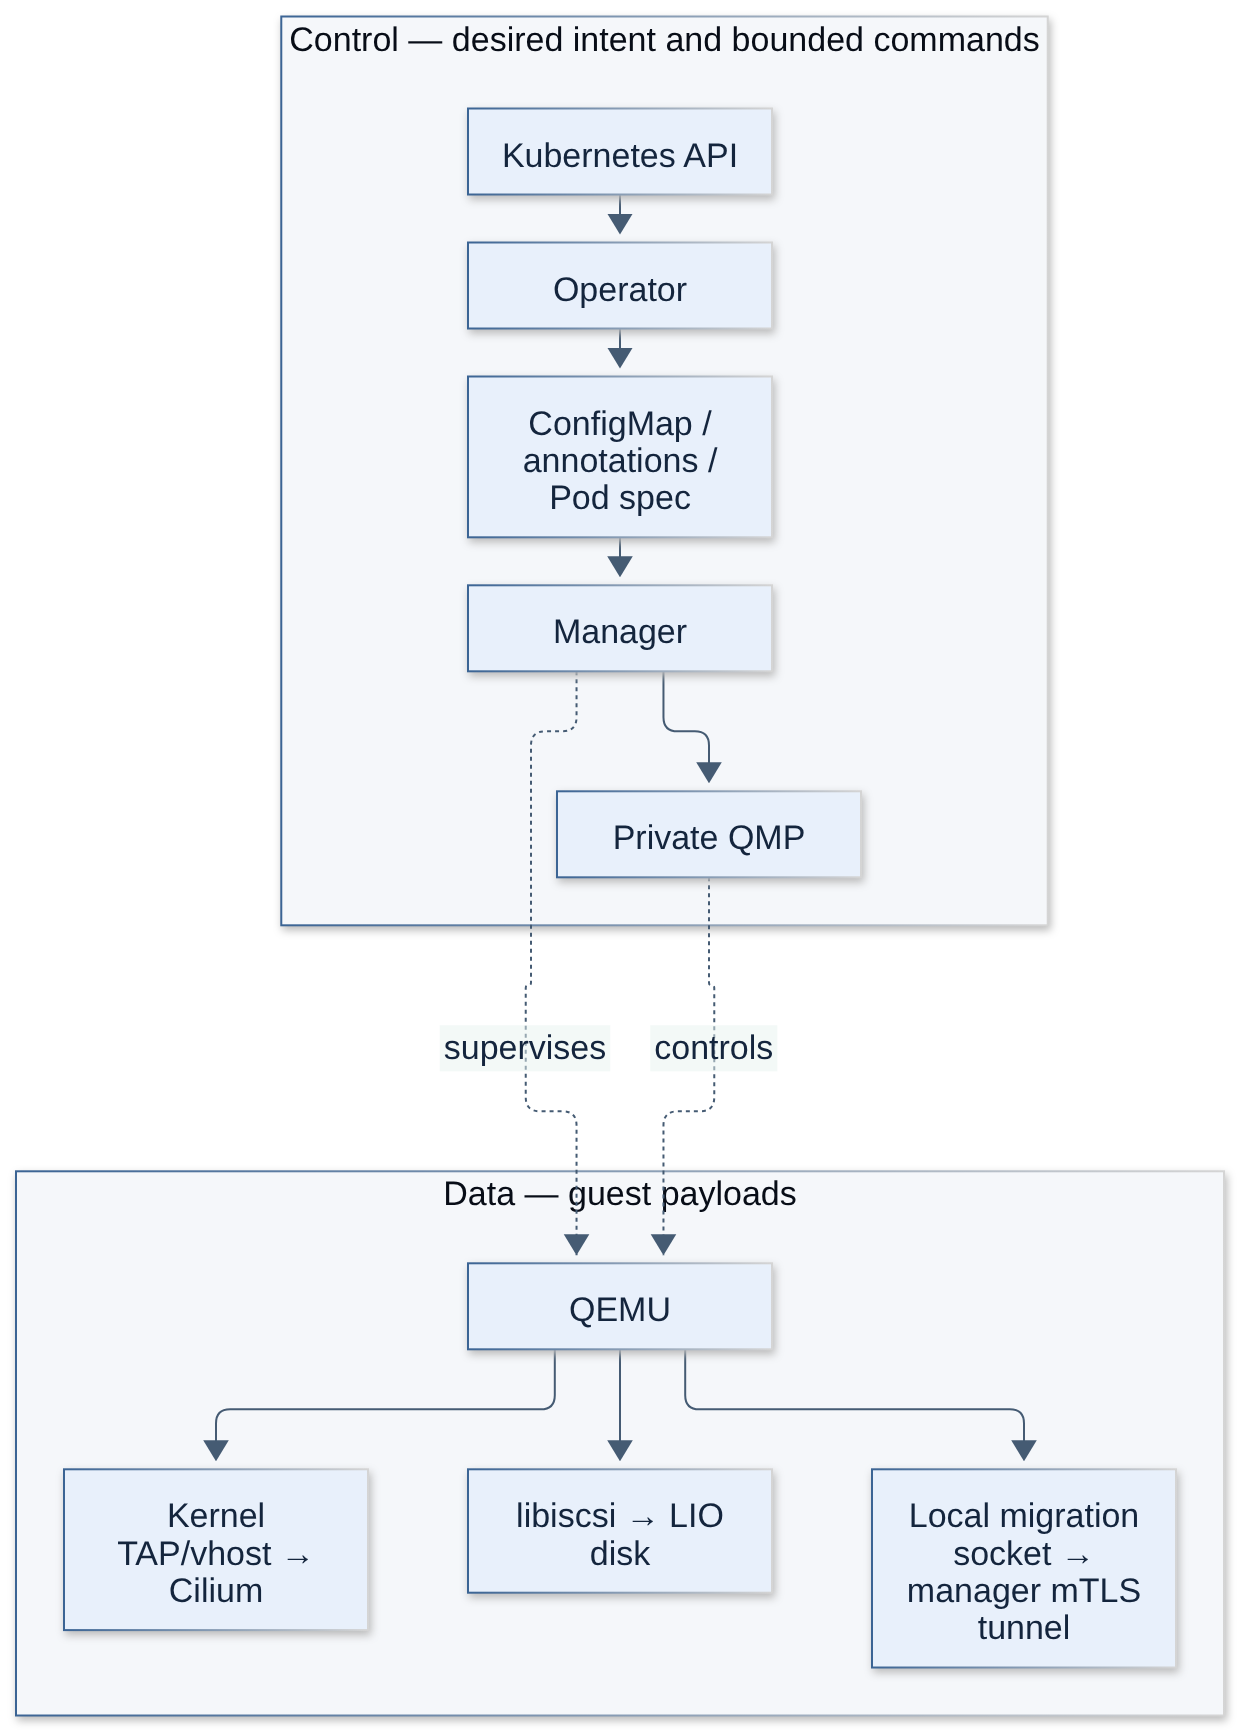 Control — desired intent and bounded commands
Kubernetes API
Operator
ConfigMap /
annotations /
Pod spec
Manager
Private QMP
supervises
controls
Data — guest payloads
QEMU
Kernel
TAP/vhost →
Cilium
libiscsi → LIO
disk
Local migration
socket →
manager mTLS
tunnel